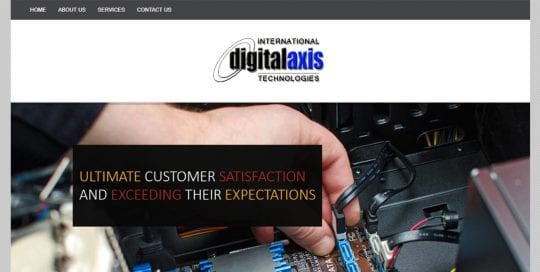 HOME ABOUT US SERVICES CONTACT US
INTERNATIONAL
digitalaxis
TECHNOLOGIES
ULTIMATE CUSTOMER SATISFACTION
AND EXCEEDING THEIR EXPECTATIONS